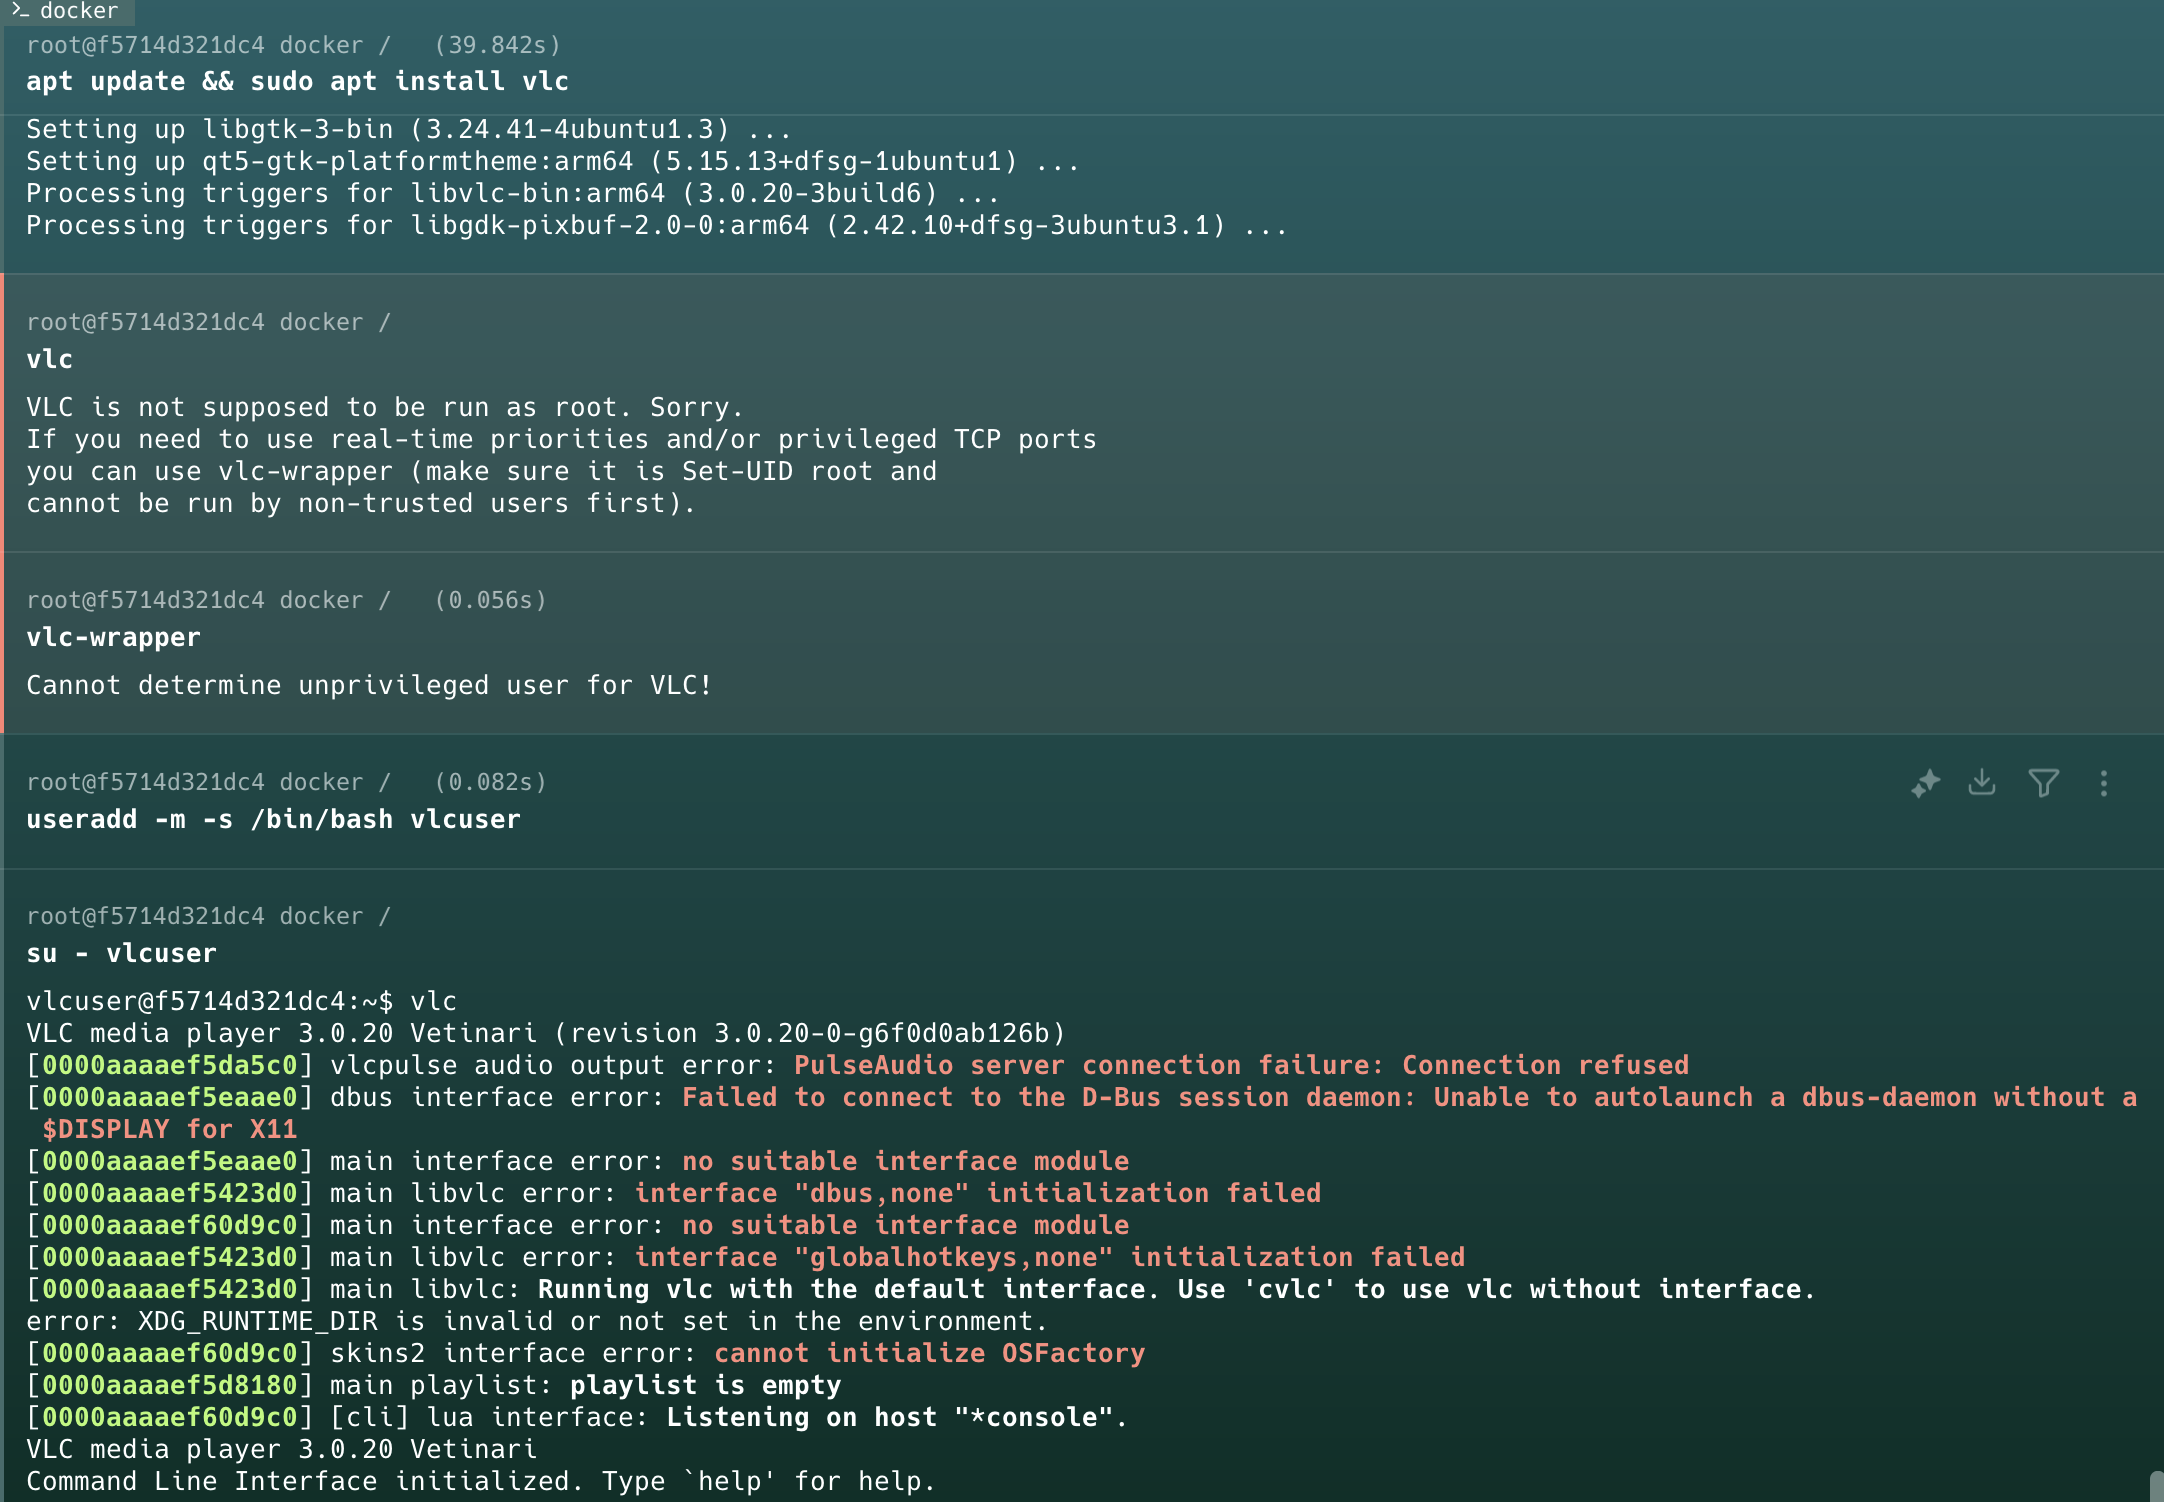 >_ docker
root@f5714d321dc4 docker / (39.842s)
apt update && sudo apt install vlc
Setting up libgtk-3-bin (3.24.41-4ubuntu1.3) ...
Setting up qt5-gtk-platformtheme:arm64 (5.15.13+dfsg-1ubuntu1) ...
Processing triggers for libvlc-bin:arm64 (3.0.20-3build6) ...
Processing triggers for libgdk-pixbuf-2.0-0:arm64 (2.42.10+dfsg-3ubuntu3.1) ...
root@f5714d321dc4 docker /
vlc
VLC is not supposed to be run as root. Sorry.
If you need to use real-time priorities and/or privileged TCP ports
you can use vlc-wrapper (make sure it is Set-UID root and
cannot be run by non-trusted users first).
root@f5714d321dc4 docker / (0.056s)
vlc-wrapper
Cannot determine unprivileged user for VLC!
root@f5714d321dc4 docker / (0.082s)
useradd -m -s /bin/bash vlcuser
root@f5714d321dc4 docker /
su - vlcuser
vlcuser@f5714d321dc4:~$ vlc
VLC media player 3.0.20 Vetinari (revision 3.0.20-0-g6f0d0ab126b)
[0000aaaaef5da5c0] vlcpulse audio output error: PulseAudio server connection failure: Connection refused
[0000aaaaef5eaae0] dbus interface error: Failed to connect to the D-Bus session daemon: Unable to autolaunch a dbus-daemon without a
$DISPLAY for X11
[0000aaaaef5eaae0] main interface error: no suitable interface module
[0000aaaaef5423d0] main libvlc error: interface "dbus,none" initialization failed
[0000aaaaef60d9c0] main interface error: no suitable interface module
[0000aaaaef5423d0] main libvlc error: interface "globalhotkeys,none" initialization failed
[0000aaaaef5423d0] main libvlc: Running vlc with the default interface. Use 'cvlc' to use vlc without interface.
error: XDG_RUNTIME_DIR is invalid or not set in the environment.
[0000aaaaef60d9c0] skins2 interface error: cannot initialize OSFactory
[0000aaaaef5d8180] main playlist: playlist is empty
[0000aaaaef60d9c0] [cli] lua interface: Listening on host "*console".
VLC media player 3.0.20 Vetinari
Command Line Interface initialized. Type `help' for help.